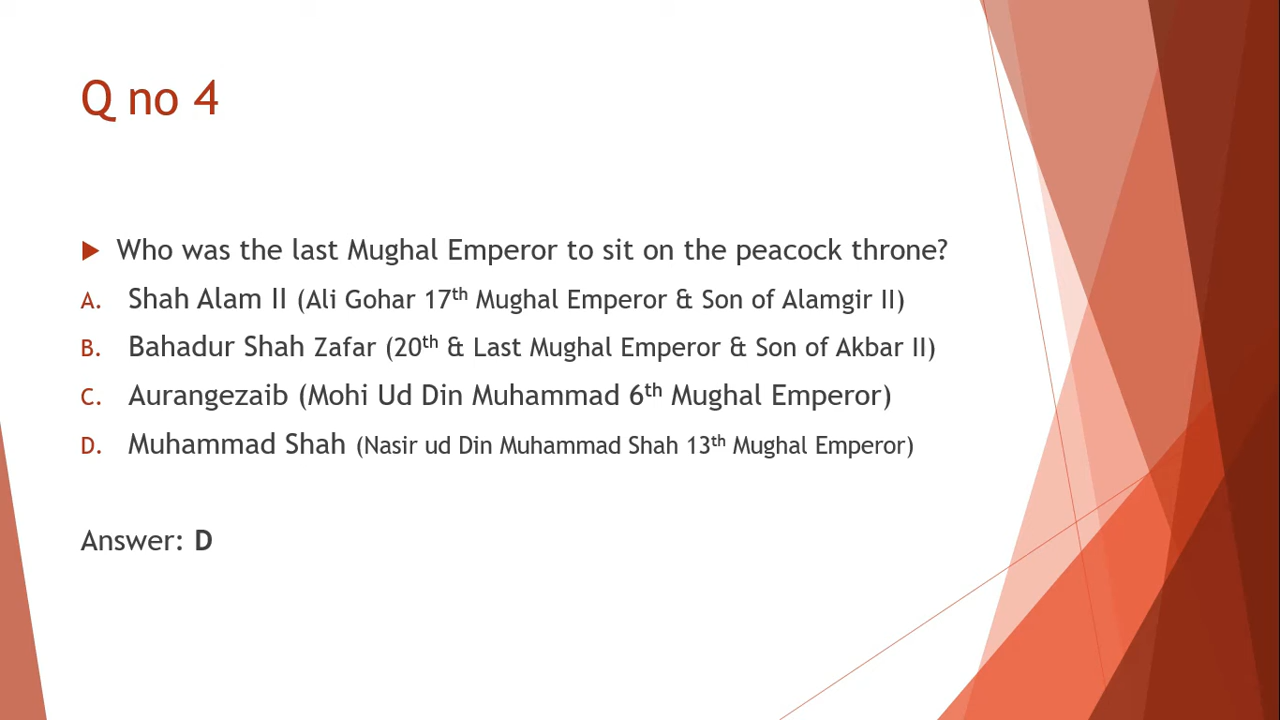 Q no 4
Who was the last Mughal Emperor to sit on the peacock throne?
A. Shah Alam II (Ali Gohar 17th Mughal Emperor & Son of Alamgir II)
B. Bahadur Shah Zafar (20th & Last Mughal Emperor & Son of Akbar II)
C. Aurangezaib (Mohi Ud Din Muhammad 6th Mughal Emperor)
D. Muhammad Shah (Nasir ud Din Muhammad Shah 13th Mughal Emperor)
Answer: D